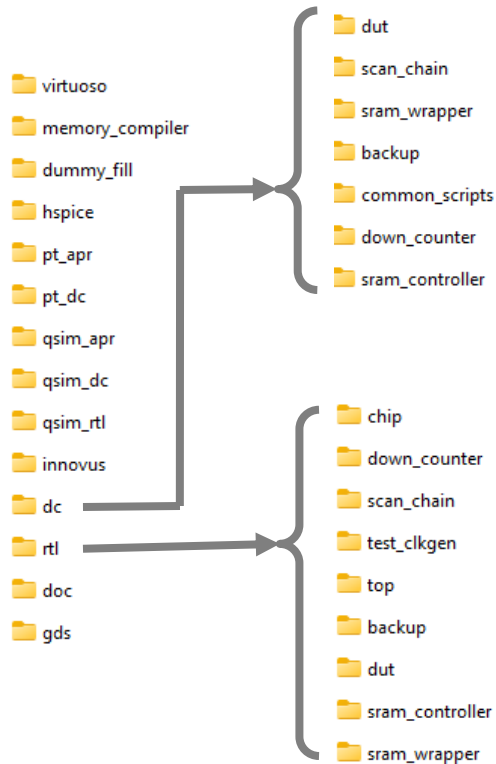 virtuoso
memory_compiler
dummy_fill
hspice
pt_apr
pt_dc
qsim_apr
qsim_dc
qsim_rtl
innovus
dc
rtl
doc
gds
dut
scan_chain
sram_wrapper
backup
common_scripts
down_counter
sram_controller
chip
down_counter
scan_chain
test_clkgen
top
backup
dut
sram_controller
sram_wrapper